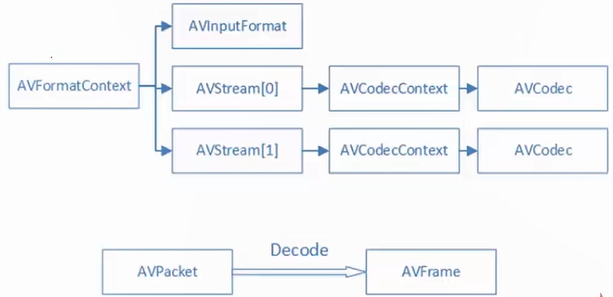 AVInputFormat
AVFormatContext
AVStream[0]
AVCodecContext
AVCodec
AVStream[1]
AVCodecContext
AVCodec
Decode
AVPacket
AVFrame